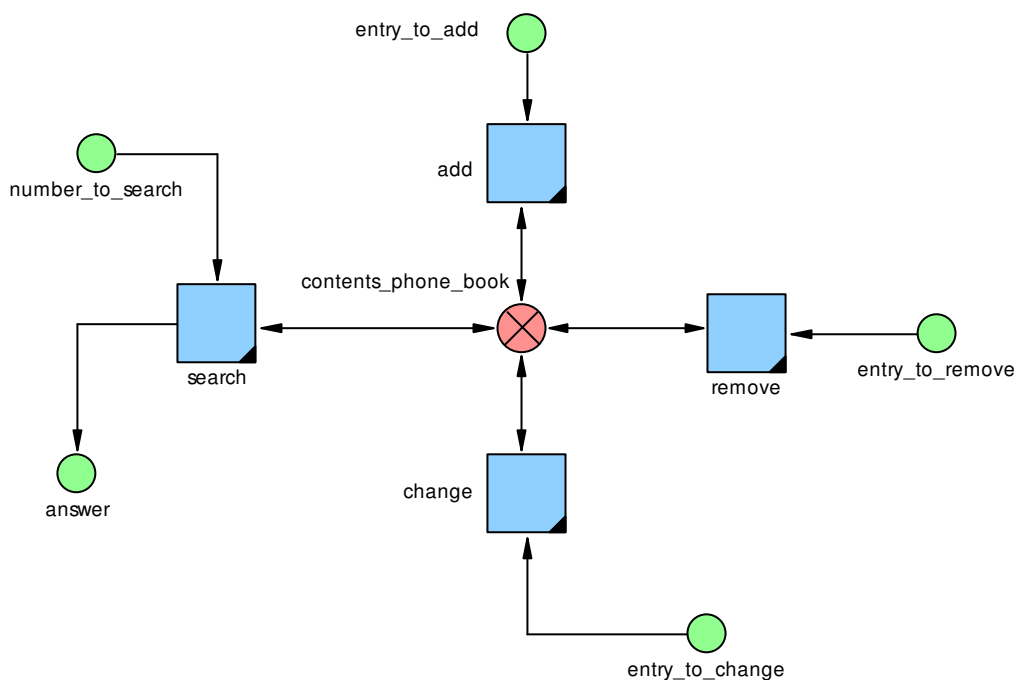 entry_to_add
add
number_to_search
contents_phone_book
search
remove
entry_to_remove
change
answer
entry_to_change